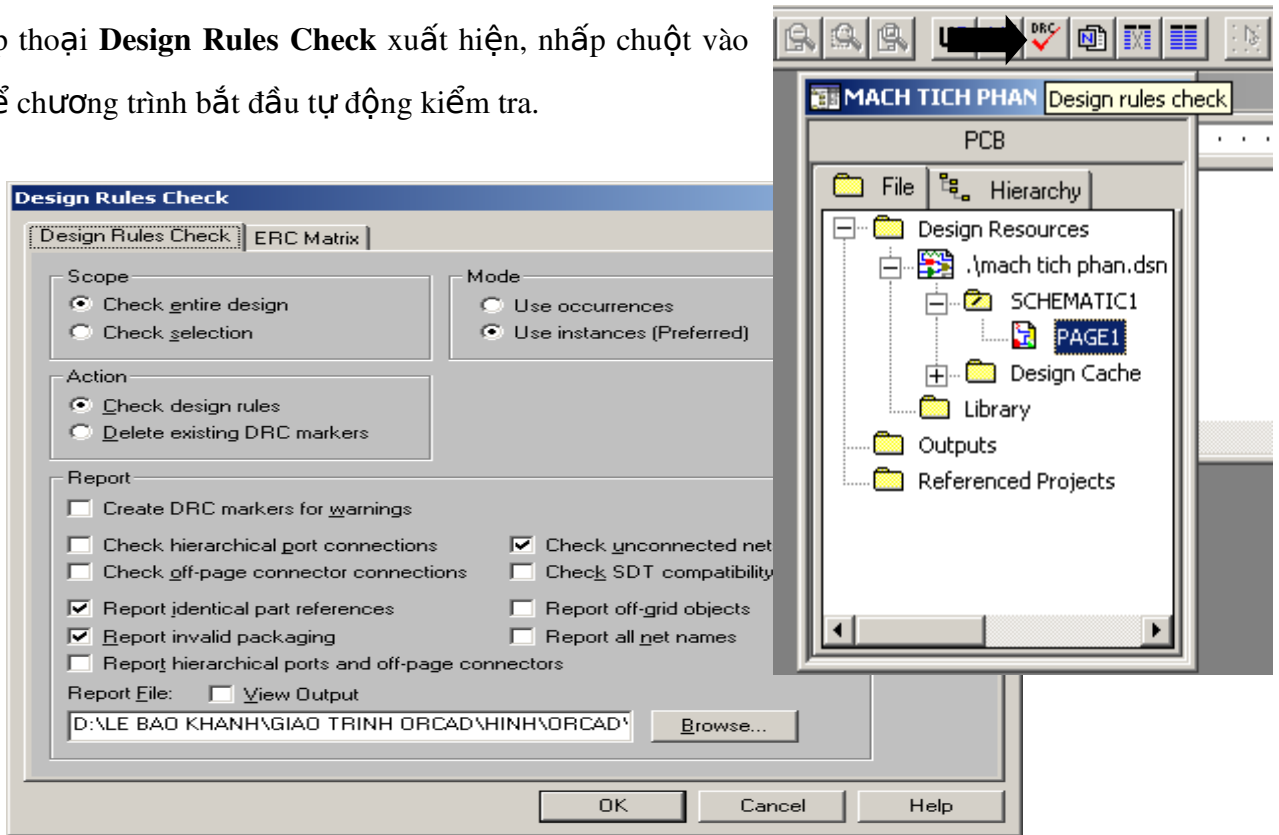 thoại Design Rules Check xuất hiện, nhấp chuột vào
chương trình bắt đầu tự động kiểm tra.
DRC
MACH TICH PHAN
Design rules check
PCB
File Hierarchy
Design Resources
.\mach tich phan.dsn
SCHEMATIC1
PAGE1
Design Cache
Library
Outputs
Referenced Projects
Design Rules Check
Design Rules Check ERC Matrix
Scope Mode
Check entire design Use occurrences
Check selection Use instances (Preferred)
Action
Check design rules
Delete existing DRC markers
Report
Create DRC markers for warnings
Check hierarchical port connections Check unconnected net
Check off-page connector connections Check SDT compatibility
Report identical part references Report off-grid objects
Report invalid packaging Report all net names
Report hierarchical ports and off-page connectors
Report File: View Output
D:\LE BAO KHANH\GIAO TRINH ORCAD\HINH\ORCAD\ Browse...
OK Cancel Help